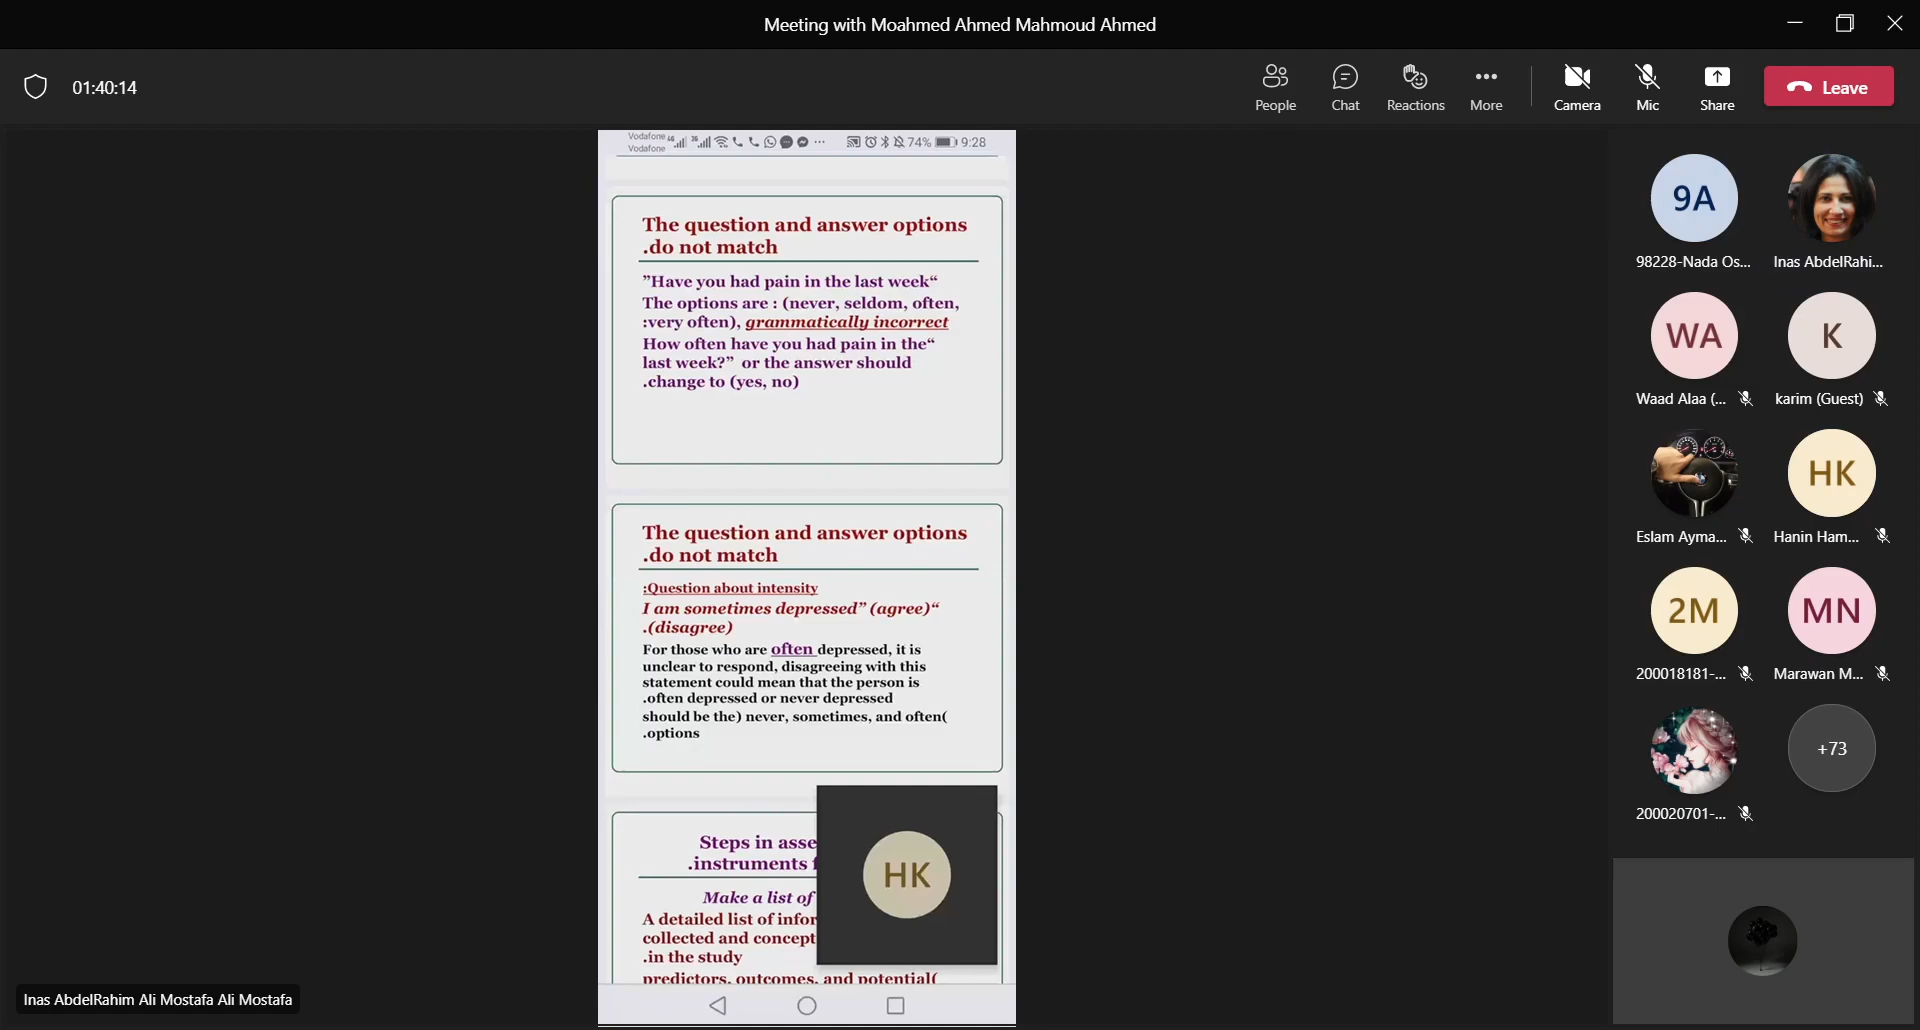 Meeting with Moahmed Ahmed Mahmoud Ahmed
01:40:14
People
Chat
Reactions
More
Camera
Mic
Share
Leave
Vodafone
Vodafone
4G
3G
74%
9:28
The question and answer options
.do not match
”Have you had pain in the last week“
The options are : (never, seldom, often,
:very often), grammatically incorrect
How often have you had pain in the“
last week?” or the answer should
.change to (yes, no)
The question and answer options
.do not match
:Question about intensity
I am sometimes depressed” (agree)“
.(disagree)
For those who are often depressed, it is
unclear to respond, disagreeing with this
statement could mean that the person is
.often depressed or never depressed
should be the) never, sometimes, and often(
.options
Steps in asse
.instruments f
Make a list of
A detailed list of infor
collected and concept
.in the study
predictors, outcomes, and potential(
HK
9A
98228-Nada Os...
Inas AbdelRahi...
WA
Waad Alaa (...
K
karim (Guest)
Eslam Ayma...
HK
Hanin Ham...
2M
200018181-...
MN
Marawan M...
200020701-...
+73
Inas AbdelRahim Ali Mostafa Ali Mostafa